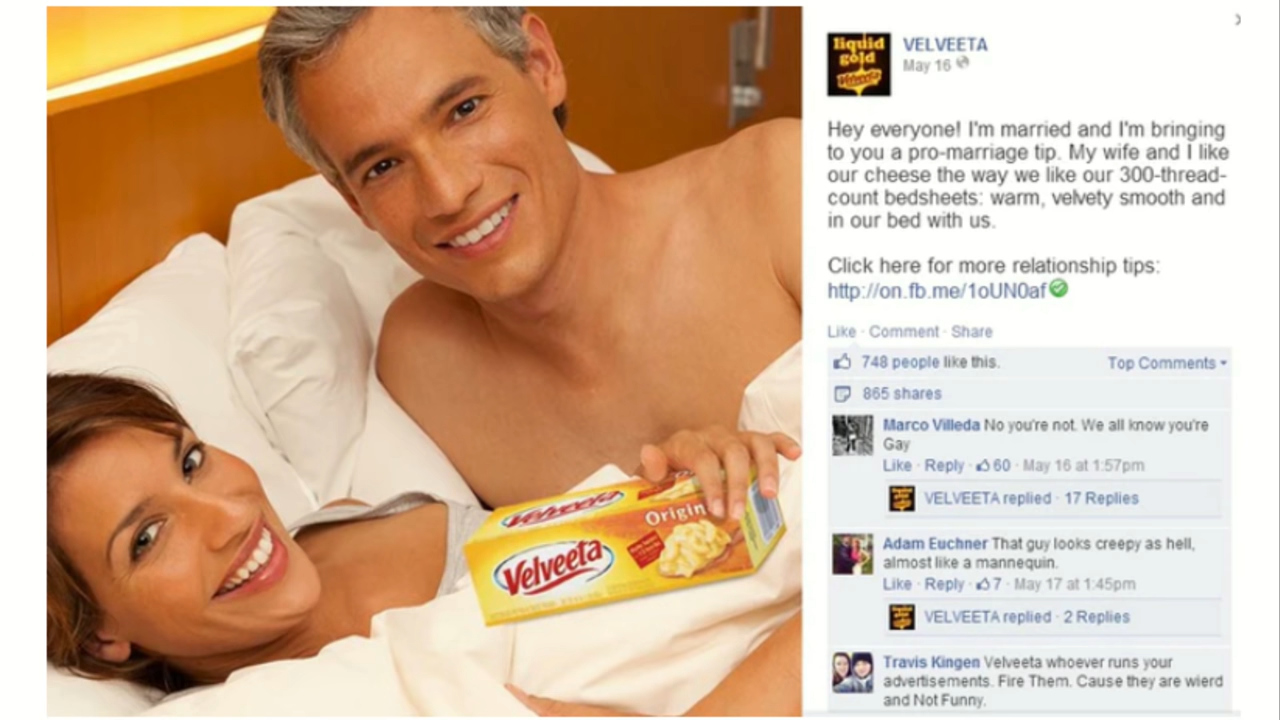 liquid
gold
Velveeta
VELVEETA
May 16
Hey everyone! I'm married and I'm bringing
to you a pro-marriage tip. My wife and I like
our cheese the way we like our 300-thread-
count bedsheets: warm, velvety smooth and
in our bed with us.
Click here for more relationship tips:
http://on.fb.me/1oUN0af
Like · Comment · Share
748 people like this.
Top Comments
865 shares
Marco Villeda No you're not. We all know you're
Gay
Like · Reply · 60 · May 16 at 1:57pm
VELVEETA replied · 17 Replies
Adam Euchner That guy looks creepy as hell,
almost like a mannequin.
Like · Reply · 7 · May 17 at 1:45pm
VELVEETA replied · 2 Replies
Travis Kingen Velveeta whoever runs your
advertisements. Fire Them. Cause they are wierd
and Not Funny.
Velveeta
Origin
Velveeta